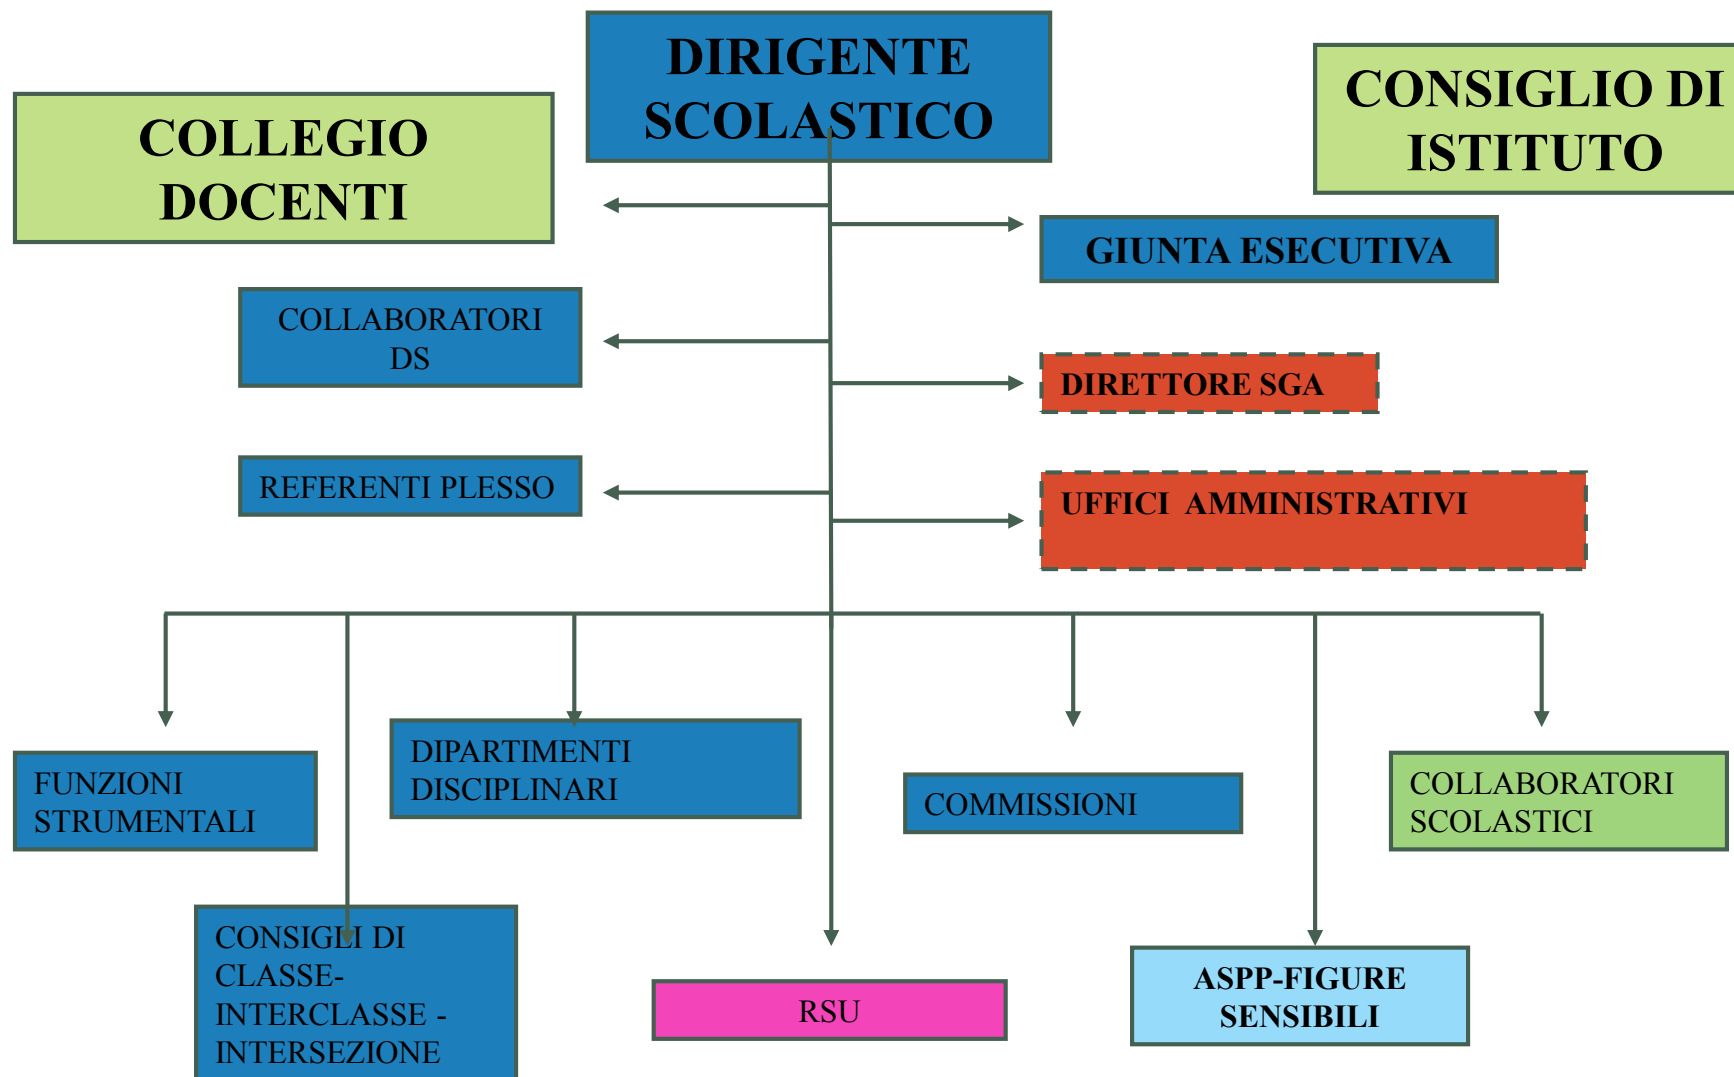 DIRIGENTE
SCOLASTICO
CONSIGLIO DI
ISTITUTO
COLLEGIO
DOCENTI
GIUNTA ESECUTIVA
COLLABORATORI
DS
DIRETTORE SGA
REFERENTI PLESSO
UFFICI AMMINISTRATIVI
FUNZIONI
STRUMENTALI
DIPARTIMENTI
DISCIPLINARI
COMMISSIONI
COLLABORATORI
SCOLASTICI
CONSIGLI DI
CLASSE-
INTERCLASSE -
INTERSEZIONE
RSU
ASPP-FIGURE
SENSIBILI